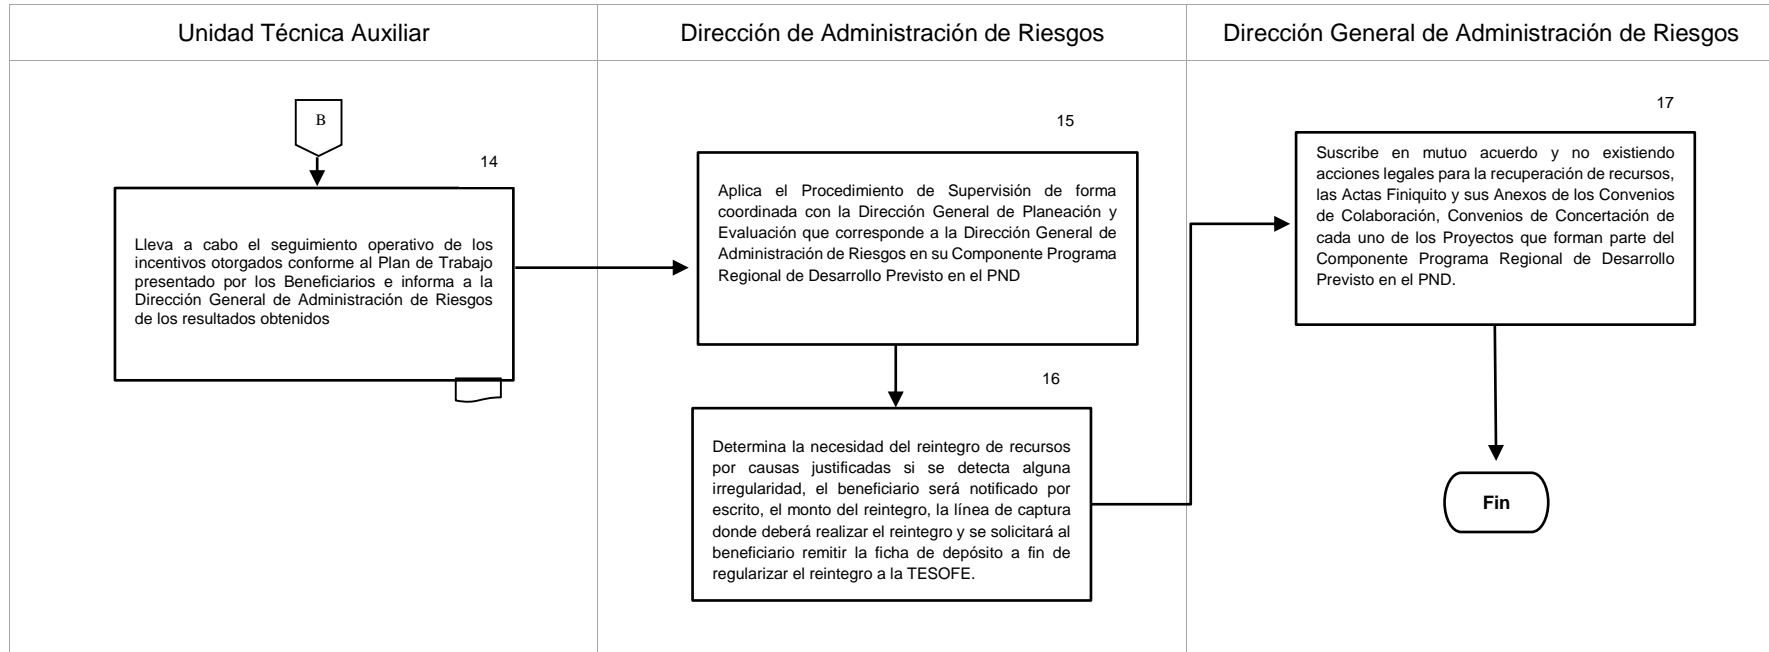 Unidad Técnica Auxiliar
Dirección de Administración de Riesgos
Dirección General de Administración de Riesgos
B
14
Lleva a cabo el seguimiento operativo de los
incentivos otorgados conforme al Plan de Trabajo
presentado por los Beneficiarios e informa a la
Dirección General de Administración de Riesgos
de los resultados obtenidos
15
Aplica el Procedimiento de Supervisión de forma
coordinada con la Dirección General de Planeación y
Evaluación que corresponde a la Dirección General de
Administración de Riesgos en su Componente Programa
Regional de Desarrollo Previsto en el PND
16
Determina la necesidad del reintegro de recursos
por causas justificadas si se detecta alguna
irregularidad, el beneficiario será notificado por
escrito, el monto del reintegro, la línea de captura
donde deberá realizar el reintegro y se solicitará al
beneficiario remitir la ficha de depósito a fin de
regularizar el reintegro a la TESOFE.
17
Suscribe en mutuo acuerdo y no existiendo
acciones legales para la recuperación de recursos,
las Actas Finiquito y sus Anexos de los Convenios
de Colaboración, Convenios de Concertación de
cada uno de los Proyectos que forman parte del
Componente Programa Regional de Desarrollo
Previsto en el PND.
Fin